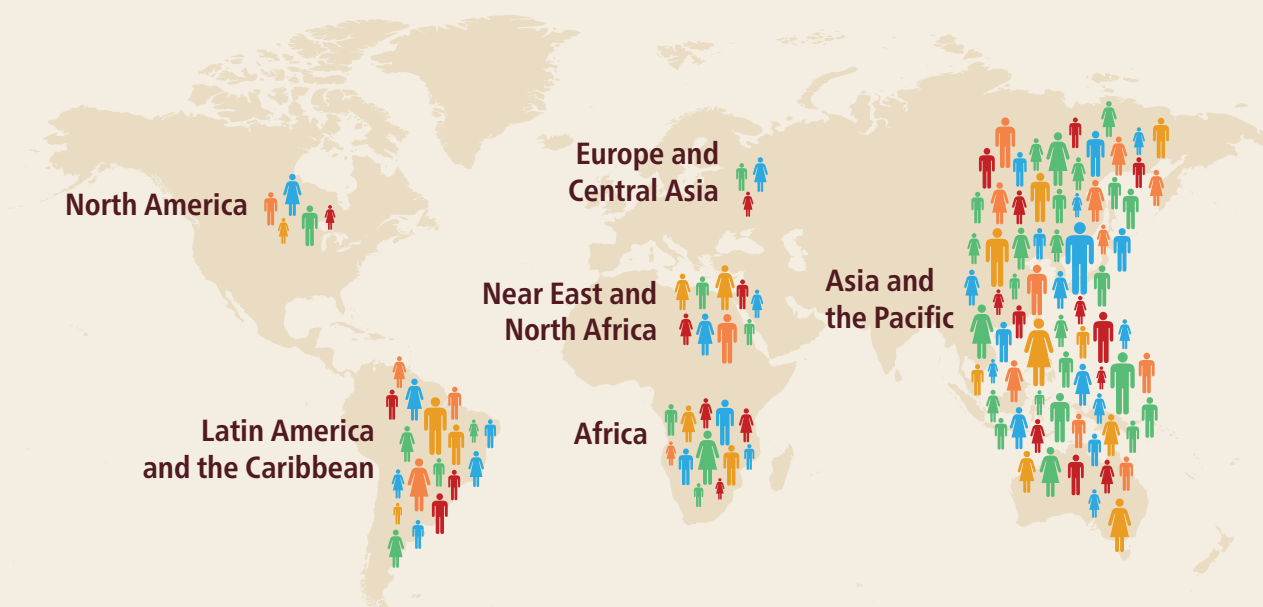 North America
Europe and
Central Asia
Near East and
North Africa
Asia and
the Pacific
Latin America
and the Caribbean
Africa